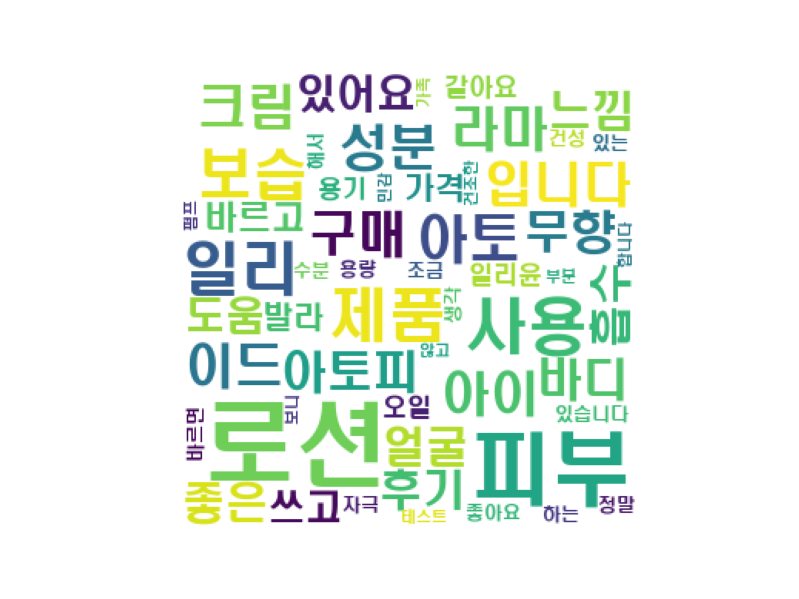 크림
있어요
가족
같아요
느낌
라마
건성
있는
성분
해서
보습
용기
민감
가격
건조한
입니다
펌프
바르고
구매
아토
무향
합니다
일리
수분
용량
조금
일리윤
부문
흡수
도움
발라
제품
생각
사용
이드
아토피
않고
아이
바디
로션
바르면
보니
오일
있습니다
얼굴
피부
좋은
쓰고
자극
후기
테스트
좋아요
하는
정말